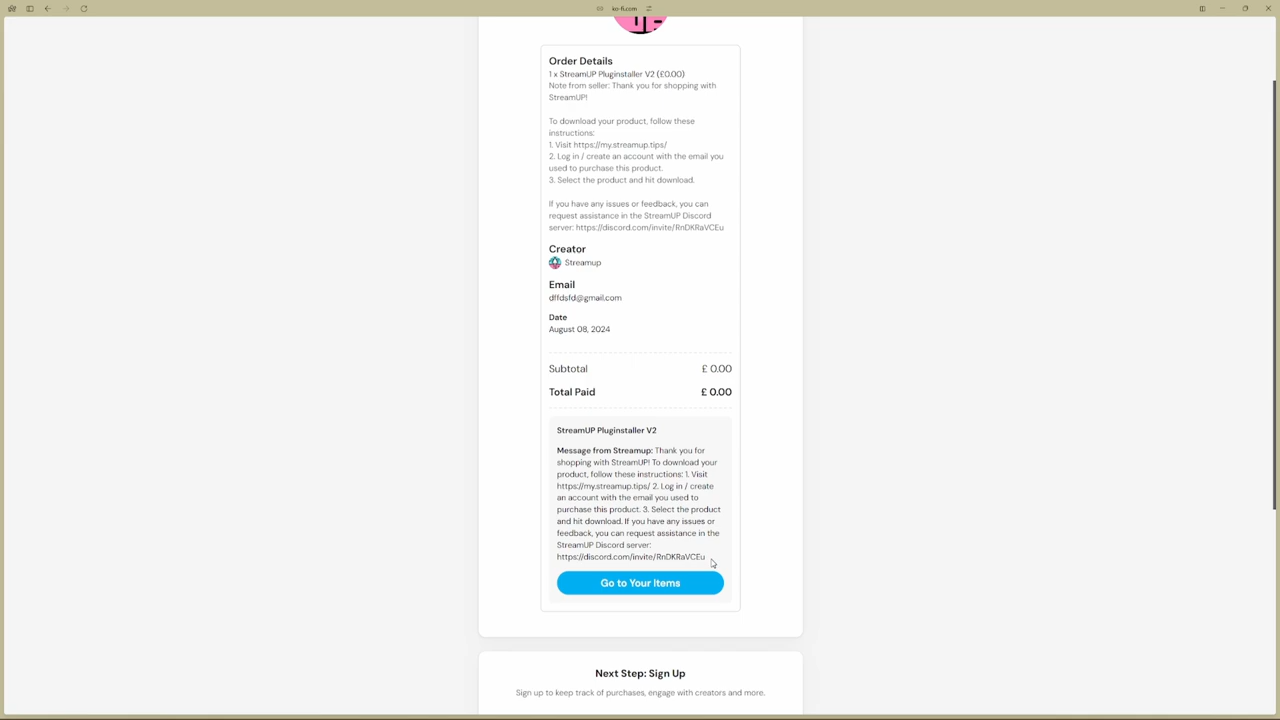 ko-fi.com
Order Details
1 x StreamUP Pluginstaller V2 (£0.00)
Note from seller: Thank you for shopping with
StreamUP!
To download your product, follow these
instructions:
1. Visit https://my.streamup.tips/
2. Log in / create an account with the email you
used to purchase this product.
3. Select the product and hit download.
If you have any issues or feedback, you can
request assistance in the StreamUP Discord
server: https://discord.com/invite/RnDKRaVCEu
Creator
Streamup
Email
dffdsfd@gmail.com
Date
August 08, 2024
Subtotal £ 0.00
Total Paid £ 0.00
StreamUP Pluginstaller V2
Message from Streamup: Thank you for
shopping with StreamUP! To download your
product, follow these instructions: 1. Visit
https://my.streamup.tips/ 2. Log in / create
an account with the email you used to
purchase this product. 3. Select the product
and hit download. If you have any issues or
feedback, you can request assistance in the
StreamUP Discord server:
https://discord.com/invite/RnDKRaVCEu
Go to Your Items
Next Step: Sign Up
Sign up to keep track of purchases, engage with creators and more.